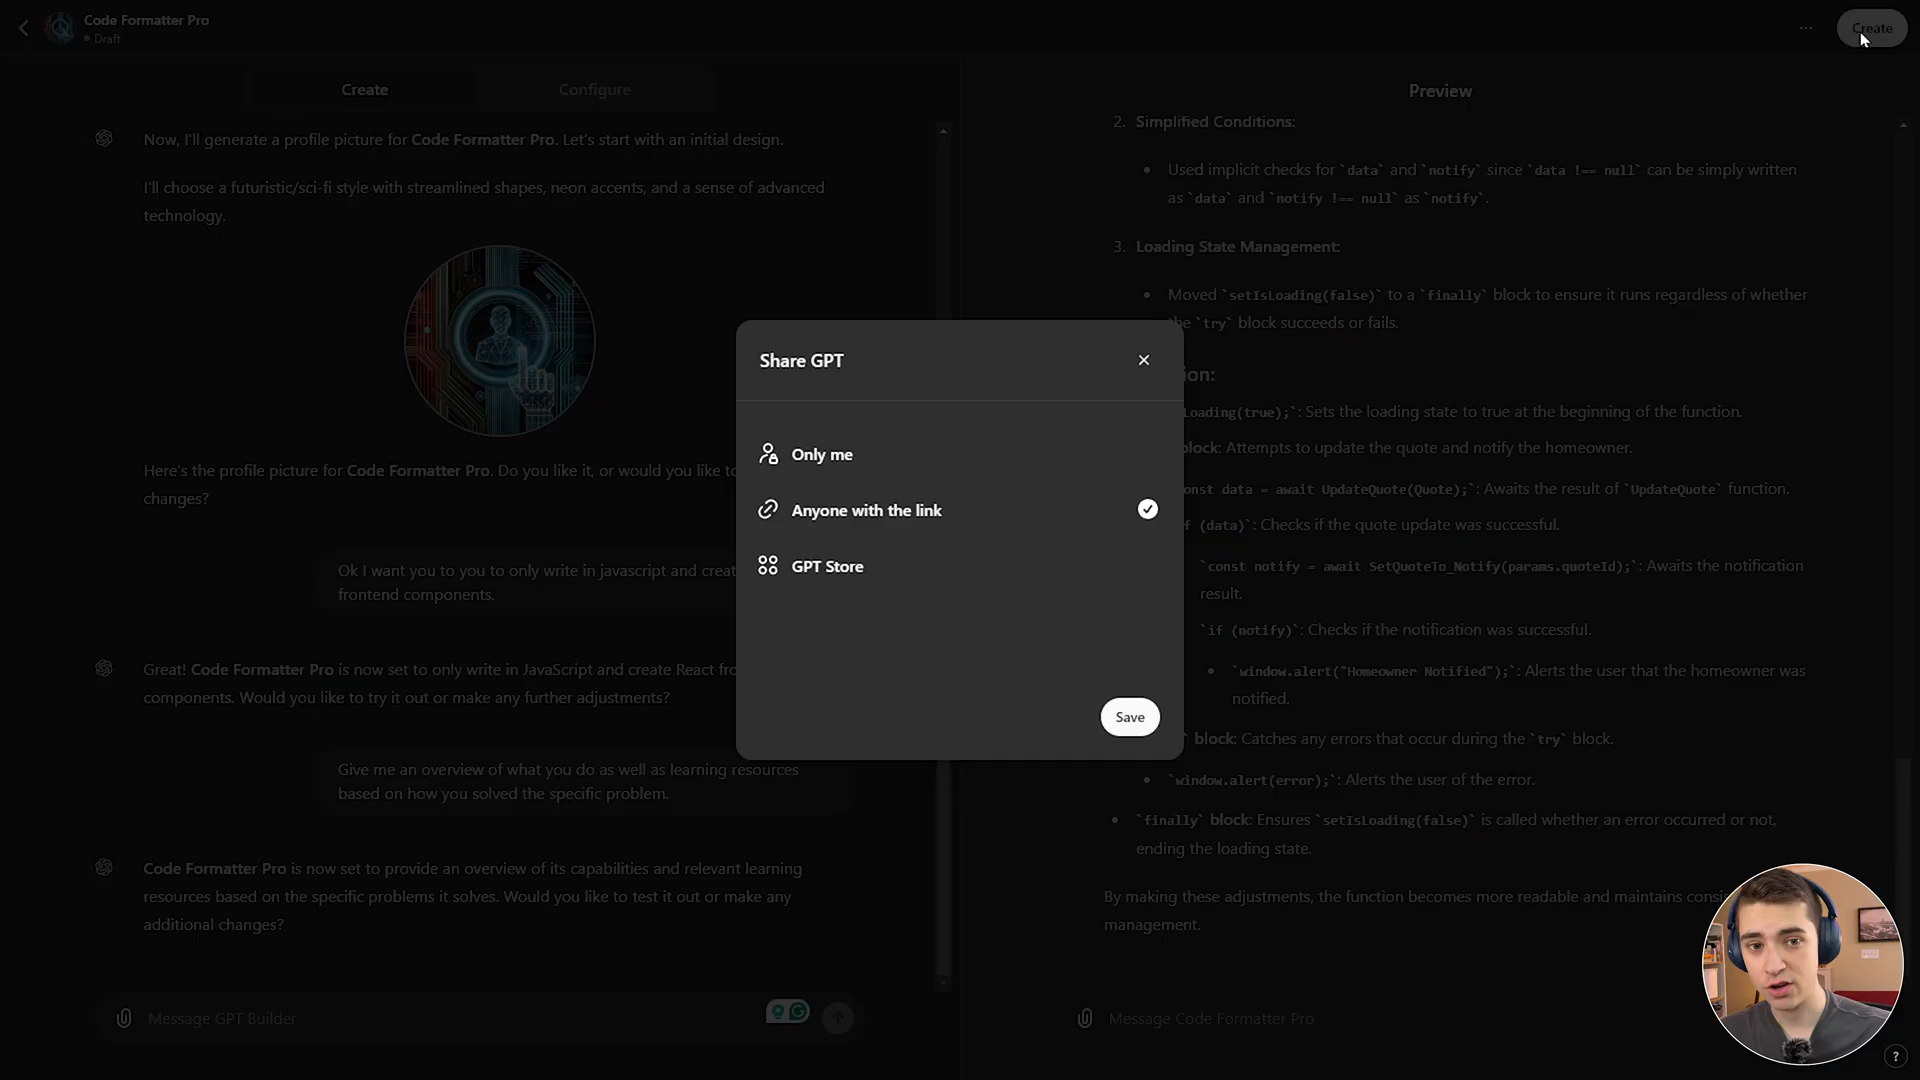 Code Formatter Pro
Draft
Create
Create
Configure
Now, I'll generate a profile picture for Code Formatter Pro. Let's start with an initial design.
I'll choose a futuristic/sci-fi style with streamlined shapes, neon accents, and a sense of advanced
technology.
Here's the profile picture for Code Formatter Pro. Do you like it, or would you like to
changes?
Ok I want you to you to only write in javascript and creat
frontend components.
Great! Code Formatter Pro is now set to only write in JavaScript and create React fro
components. Would you like to try it out or make any further adjustments?
Give me an overview of what you do as well as learning resources
based on how you solved the specific problem.
Code Formatter Pro is now set to provide an overview of its capabilities and relevant learning
resources based on the specific problems it solves. Would you like to test it out or make any
additional changes?
Message GPT Builder
Share GPT
Only me
Anyone with the link
GPT Store
Save
Preview
2. Simplified Conditions:
Used implicit checks for `data` and `notify` since `data !== null` can be simply written
as `data` and `notify !== null` as `notify`.
3. Loading State Management:
Moved `setIsLoading(false)` to a `finally` block to ensure it runs regardless of whether
the `try` block succeeds or fails.
ion:
Loading(true);`: Sets the loading state to true at the beginning of the function.
block: Attempts to update the quote and notify the homeowner.
onst data = await UpdateQuote(Quote);`: Awaits the result of `UpdateQuote` function.
f (data)`: Checks if the quote update was successful.
`const notify = await SetQuoteTo_Notify(params.quoteId);`: Awaits the notification
result.
`if (notify)`: Checks if the notification was successful.
`window.alert("Homeowner Notified");`: Alerts the user that the homeowner was
notified.
` block: Catches any errors that occur during the `try` block.
`window.alert(error);`: Alerts the user of the error.
`finally` block: Ensures `setIsLoading(false)` is called whether an error occurred or not,
ending the loading state.
By making these adjustments, the function becomes more readable and maintains consi
management.
Message Code Formatter Pro
?